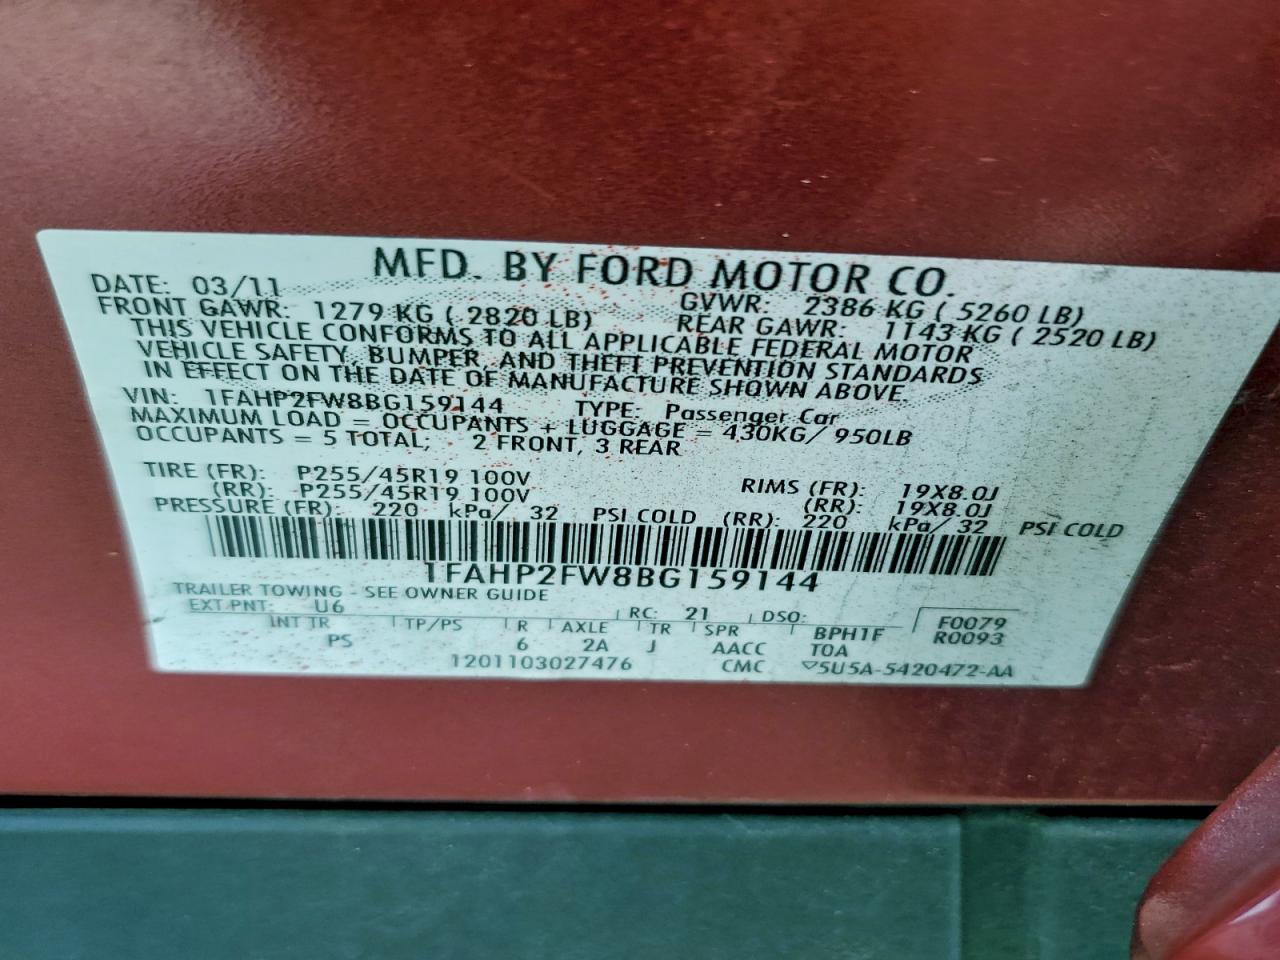 MFD. BY FORD MOTOR CO.
DATE: 03/11 GVWR: 2386 KG ( 5260 LB)
FRONT GAWR: 1279 KG ( 2820 LB) REAR GAWR: 1143 KG ( 2520 LB)
THIS VEHICLE CONFORMS TO ALL APPLICABLE FEDERAL MOTOR
VEHICLE SAFETY, BUMPER, AND THEFT PREVENTION STANDARDS
IN EFFECT ON THE DATE OF MANUFACTURE SHOWN ABOVE.
VIN: 1FAHP2FW8BG159144 TYPE: Passenger Car
MAXIMUM LOAD = OCCUPANTS + LUGGAGE = 430KG/ 950LB
OCCUPANTS = 5 TOTAL; 2 FRONT, 3 REAR
TIRE (FR): P255/45R19 100V RIMS (FR): 19X8.0J
(RR): P255/45R19 100V (RR): 19X8.0J
PRESSURE (FR): 220 kPa/ 32 PSI COLD (RR): 220 kPa/ 32 PSI COLD
1FAHP2FW8BG159144
TRAILER TOWING - SEE OWNER GUIDE
EXT PNT: U6 RC: 21 DSO: F0079
INT TR TP/PS R AXLE TR SPR BPH1F R0093
PS 6 2A J AACC T0A
1201103027476 CMC ▽5U5A-5420472-AA